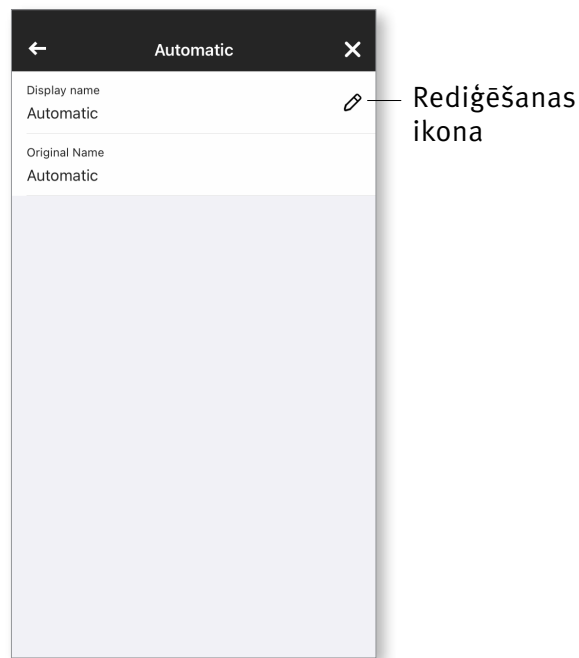 Automatic
Display name
Automatic
Rediģēšanas
ikona
Original Name
Automatic